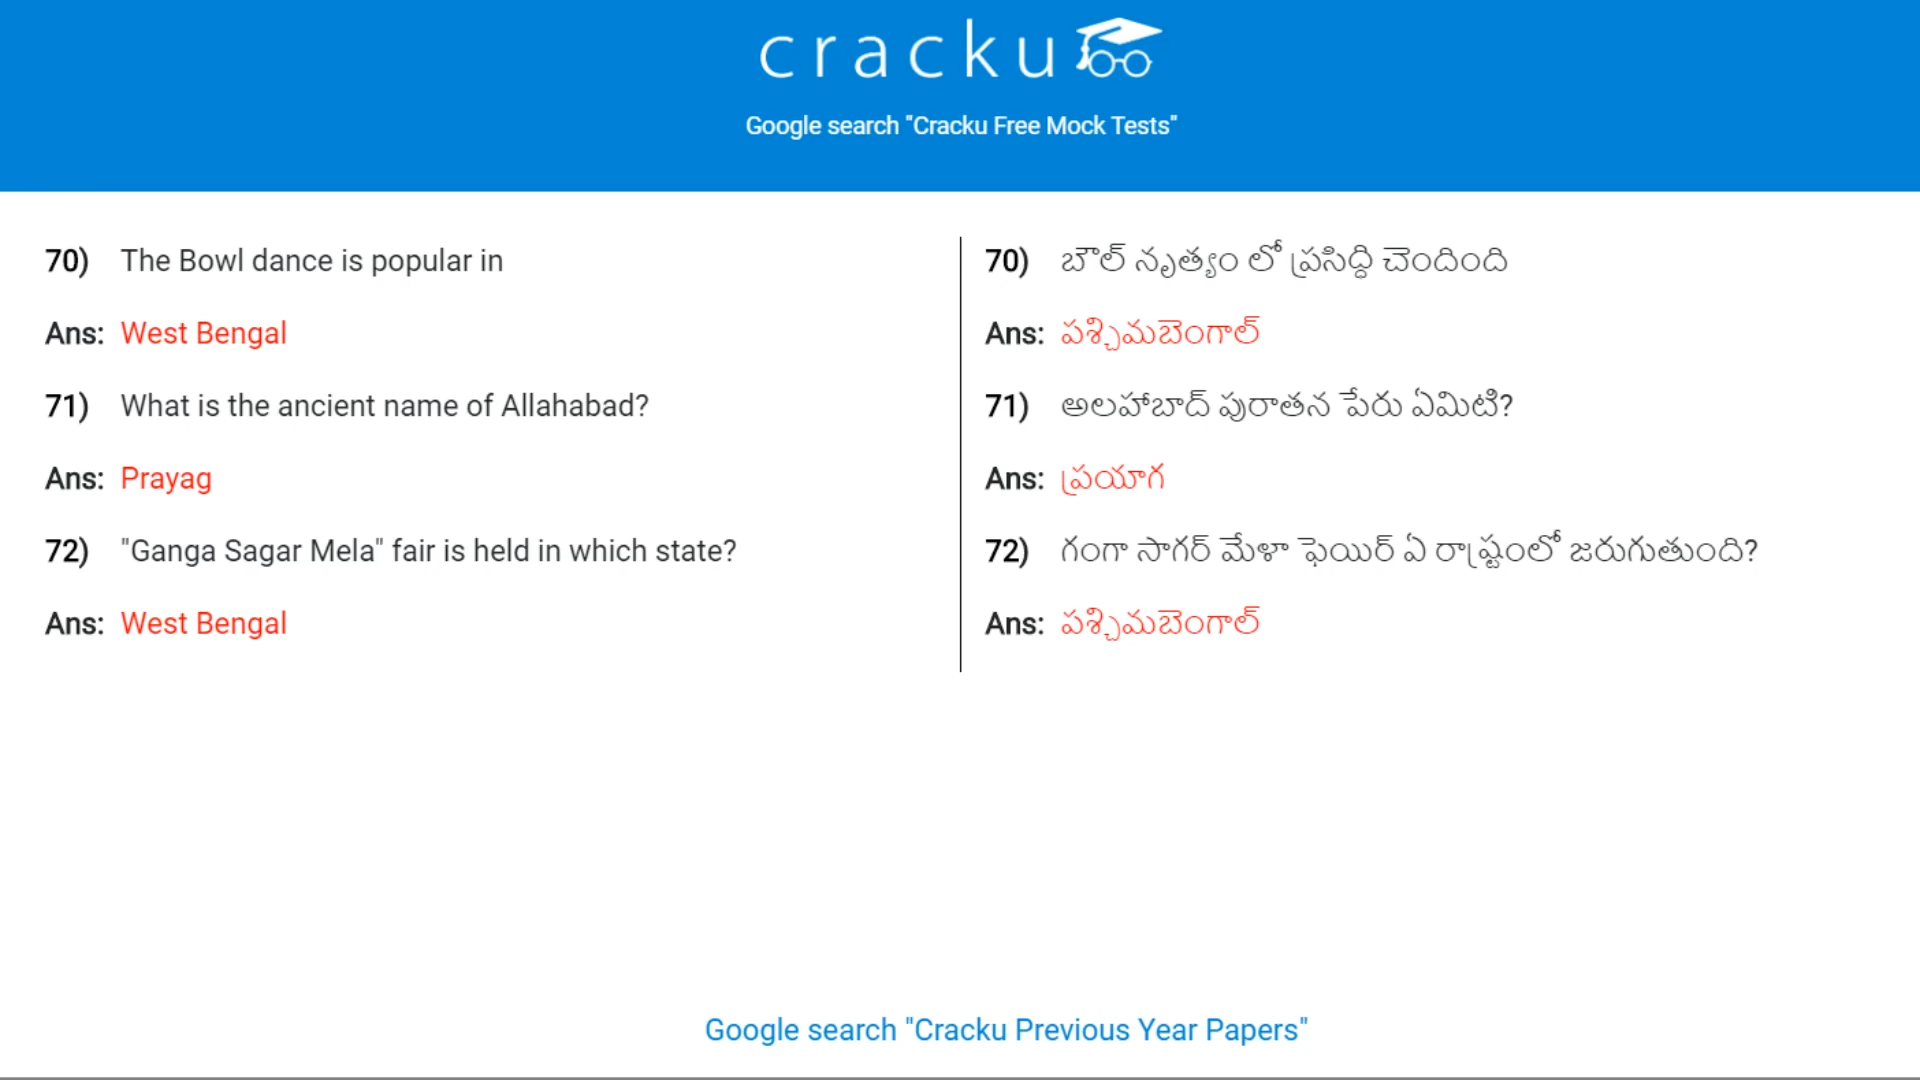 cracku
Google search "Cracku Free Mock Tests"
70) The Bowl dance is popular in
Ans: West Bengal
71) What is the ancient name of Allahabad?
Ans: Prayag
72) "Ganga Sagar Mela" fair is held in which state?
Ans: West Bengal
70) బౌల్ నృత్యం లో ప్రసిద్ధి చెందింది
Ans: పశ్చిమబెంగాల్
71) అలహాబాద్ పురాతన పేరు ఏమిటి?
Ans: ప్రయాగ
72) గంగా సాగర్ మేళా ఫెయిర్ ఏ రాష్ట్రంలో జరుగుతుంది?
Ans: పశ్చిమబెంగాల్
Google search "Cracku Previous Year Papers"